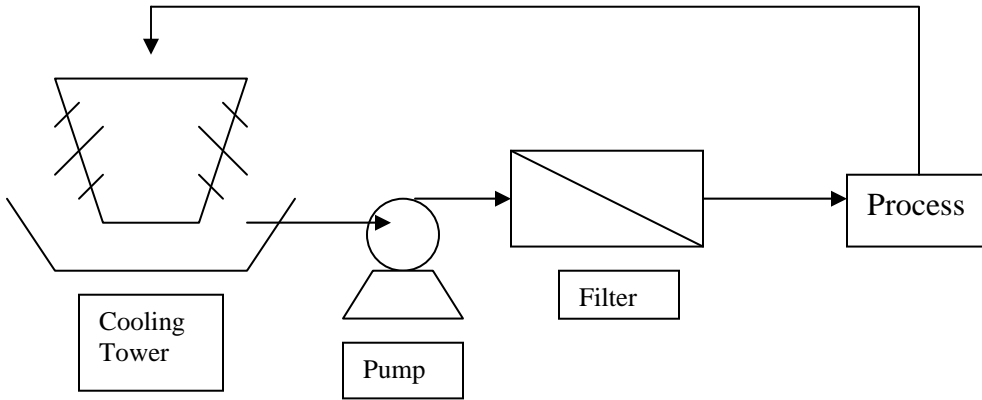 Process
Filter
Cooling
Tower
Pump